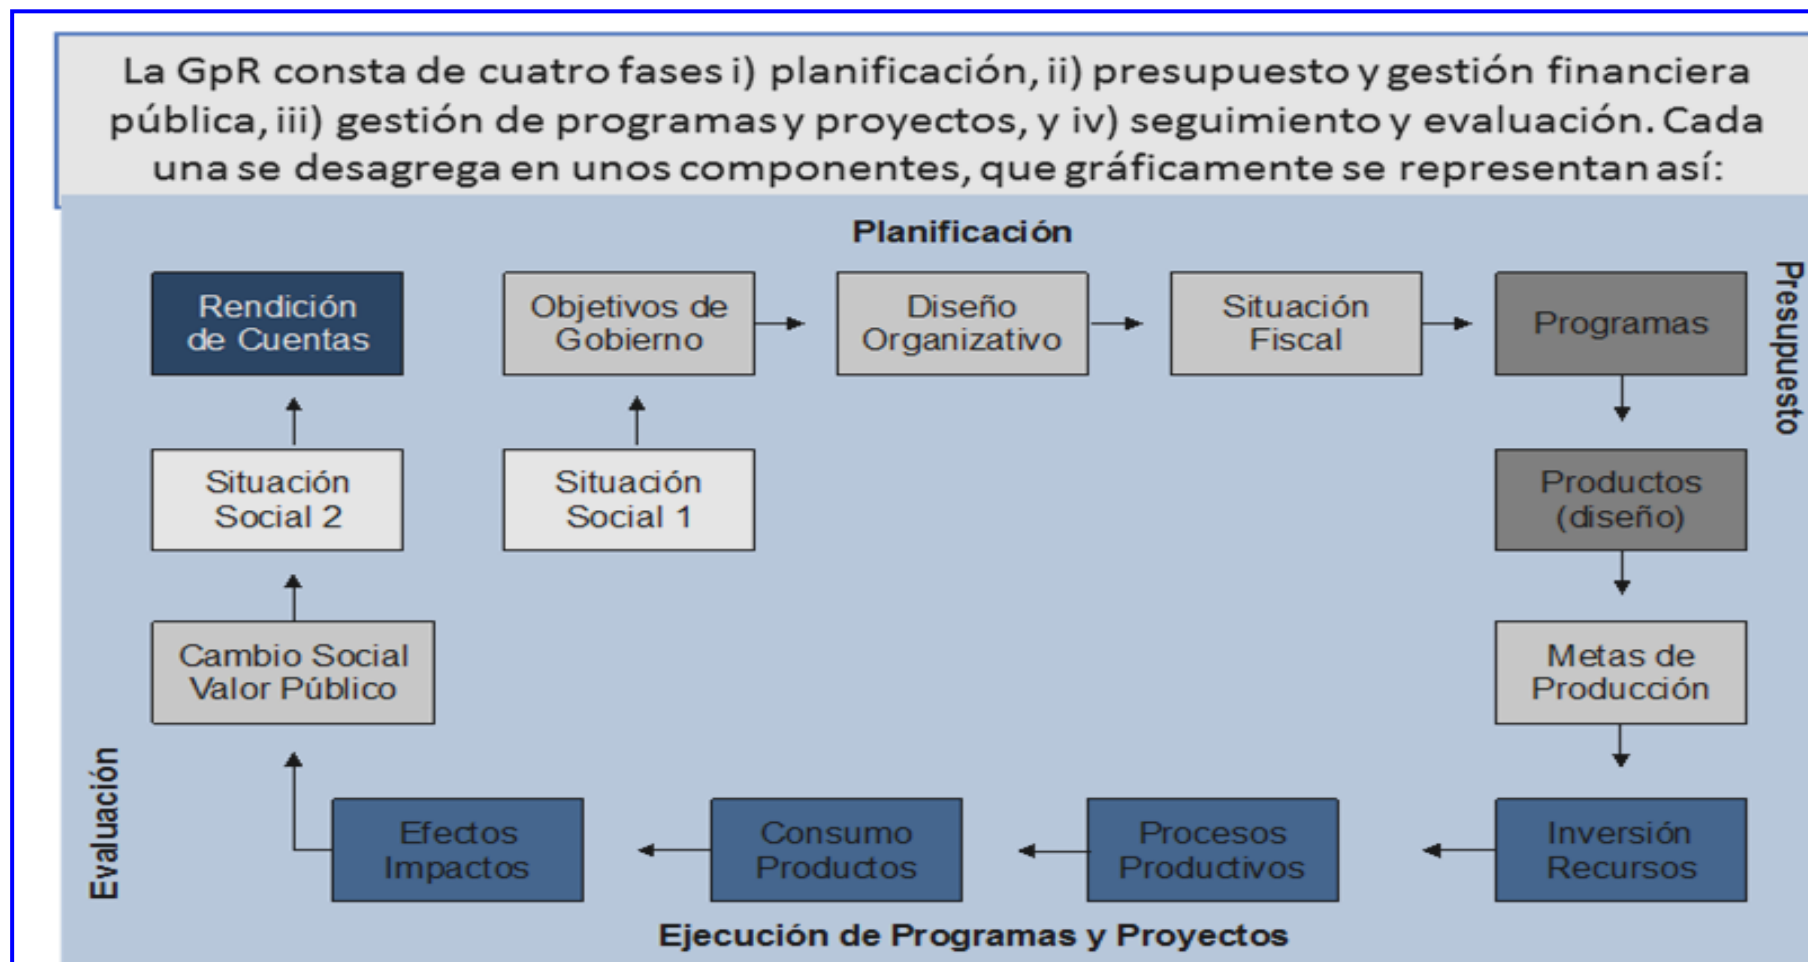 La GpR consta de cuatro fases i) planificación, ii) presupuesto y gestión financiera
pública, iii) gestión de programas y proyectos, y iv) seguimiento y evaluación. Cada
una se desagrega en unos componentes, que gráficamente se representan así:
Planificación
Rendición
de Cuentas
Objetivos de
Gobierno
Diseño
Organizativo
Situación
Fiscal
Programas
Presupuesto
Situación
Social 2
Situación
Social 1
Productos
(diseño)
Cambio Social
Valor Público
Metas de
Producción
Evaluación
Efectos
Impactos
Consumo
Productos
Procesos
Productivos
Inversión
Recursos
Ejecución de Programas y Proyectos